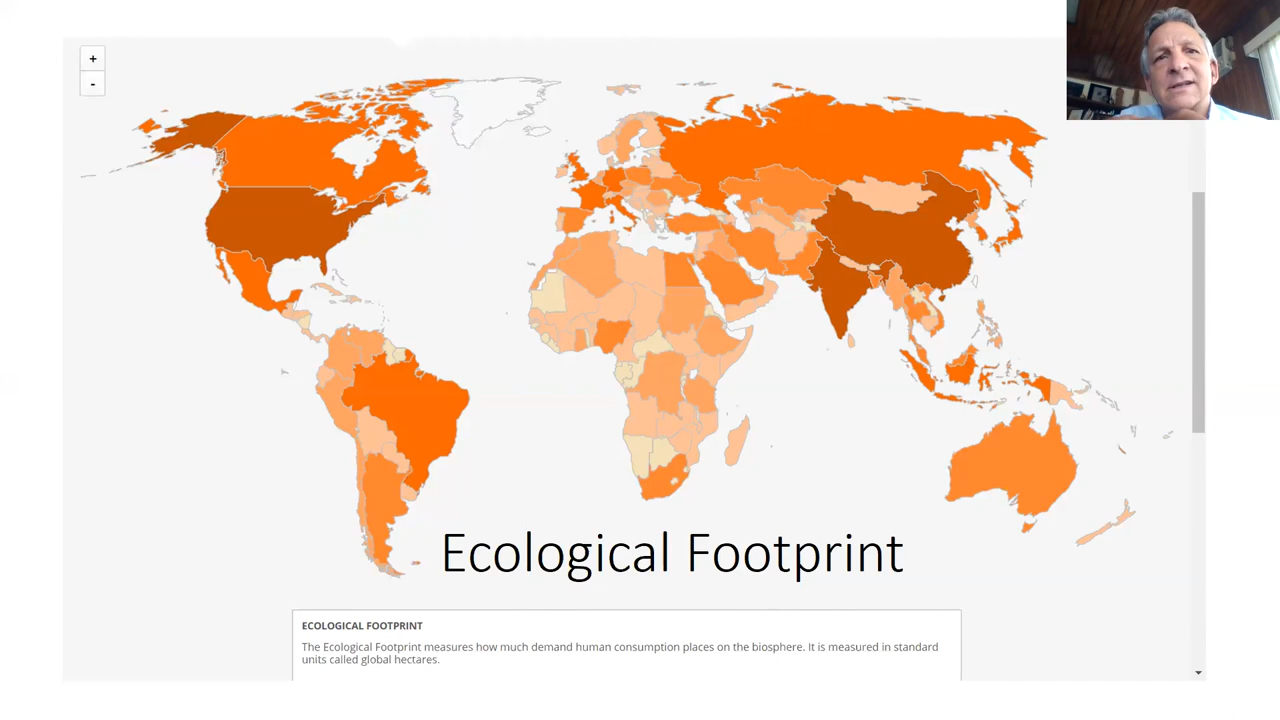 +
-
Ecological Footprint
ECOLOGICAL FOOTPRINT
The Ecological Footprint measures how much demand human consumption places on the biosphere. It is measured in standard
units called global hectares.